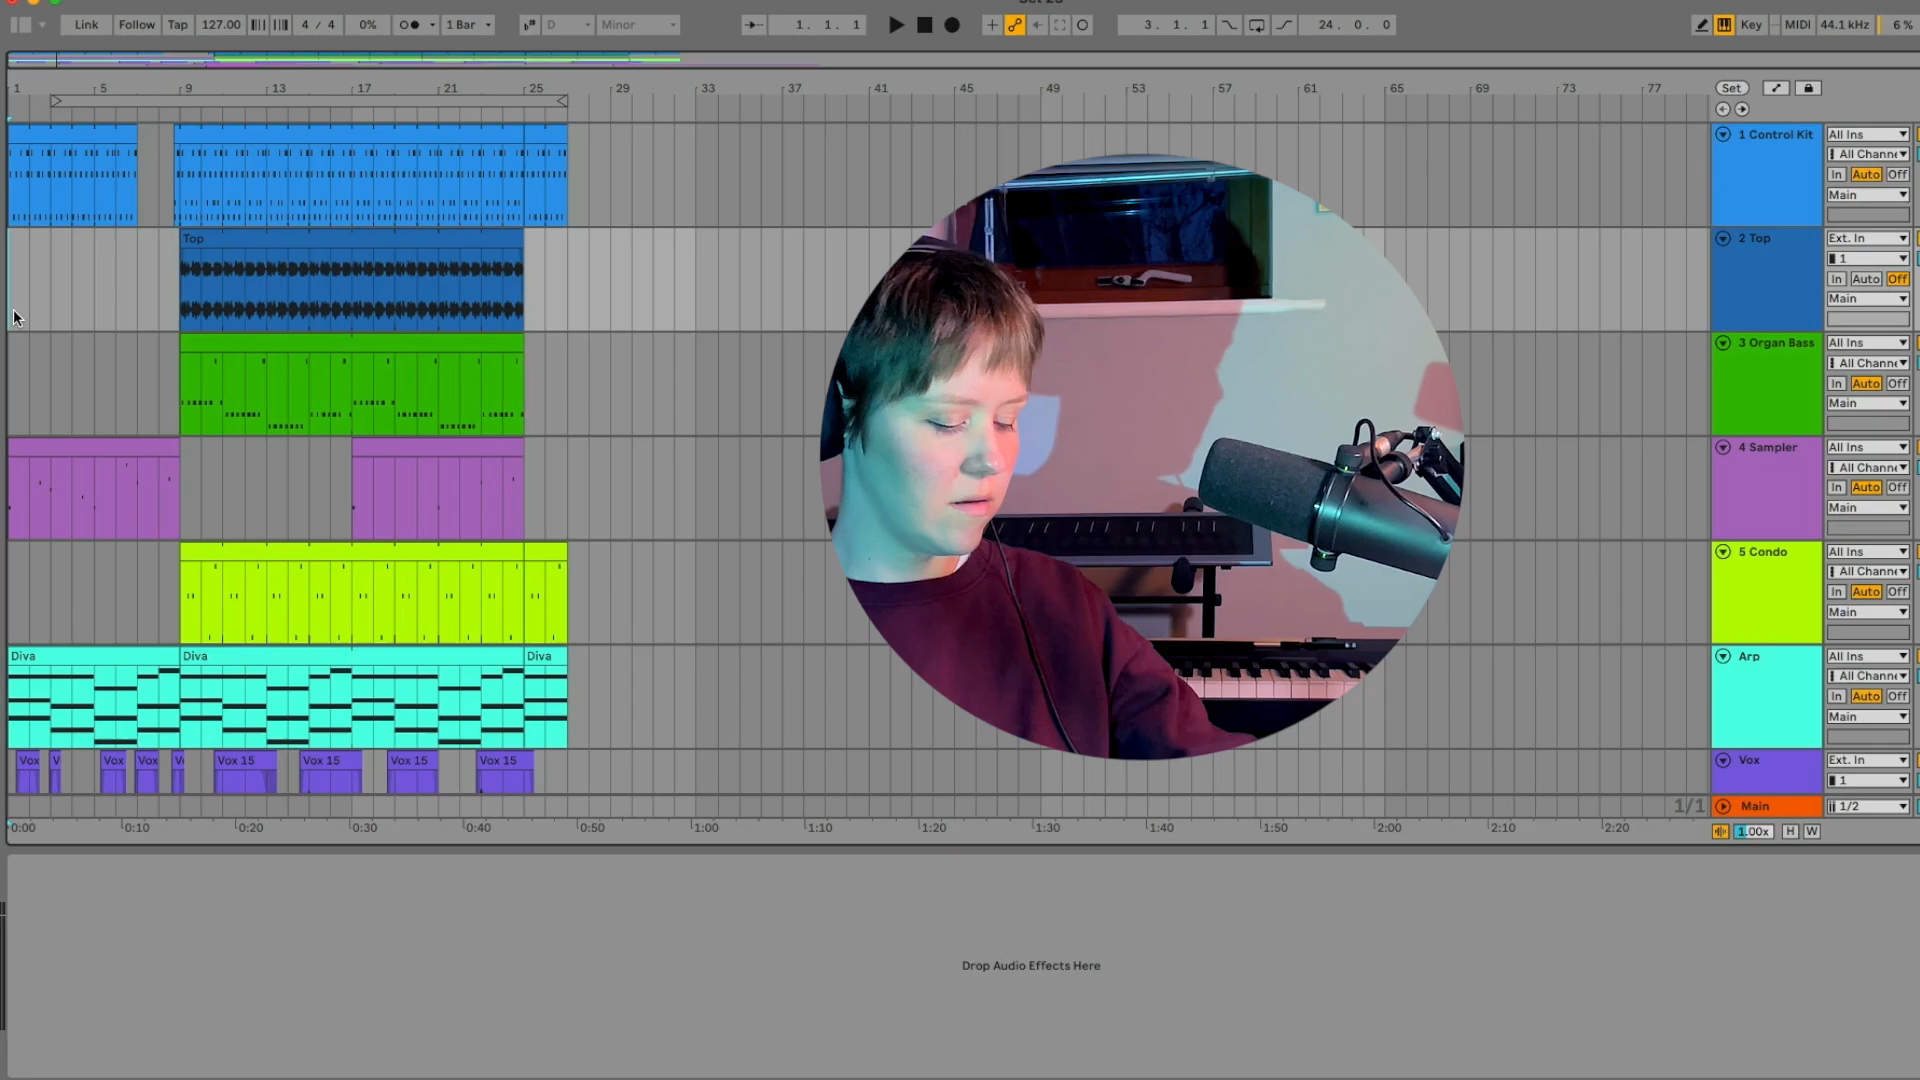 Link Follow Tap 127.00 4 / 4 0% 1 Bar D Minor 1. 1. 1 3. 1. 1 24. 0. 0 Key MIDI 44.1 kHz 6 %
1 5 9 13 17 21 25 29 33 37 41 45 49 53 57 61 65 69 73 77 Set
1 Control Kit All Ins
All Channe
In Auto Off
Main
Top 2 Top Ext. In
1
In Auto Off
Main
3 Organ Bass All Ins
All Channe
In Auto Off
Main
4 Sampler All Ins
All Channe
In Auto Off
Main
5 Condo All Ins
All Channe
In Auto Off
Main
Diva Diva Diva Arp All Ins
All Channe
In Auto Off
Main
Vox V Vox Vox Vo Vox 15 Vox 15 Vox 15 Vox 15 Vox Ext. In
1
1/1 Main 1/2
0:00 0:10 0:20 0:30 0:40 0:50 1:00 1:10 1:20 1:30 1:40 1:50 2:00 2:10 2:20 1.00x H W
Drop Audio Effects Here